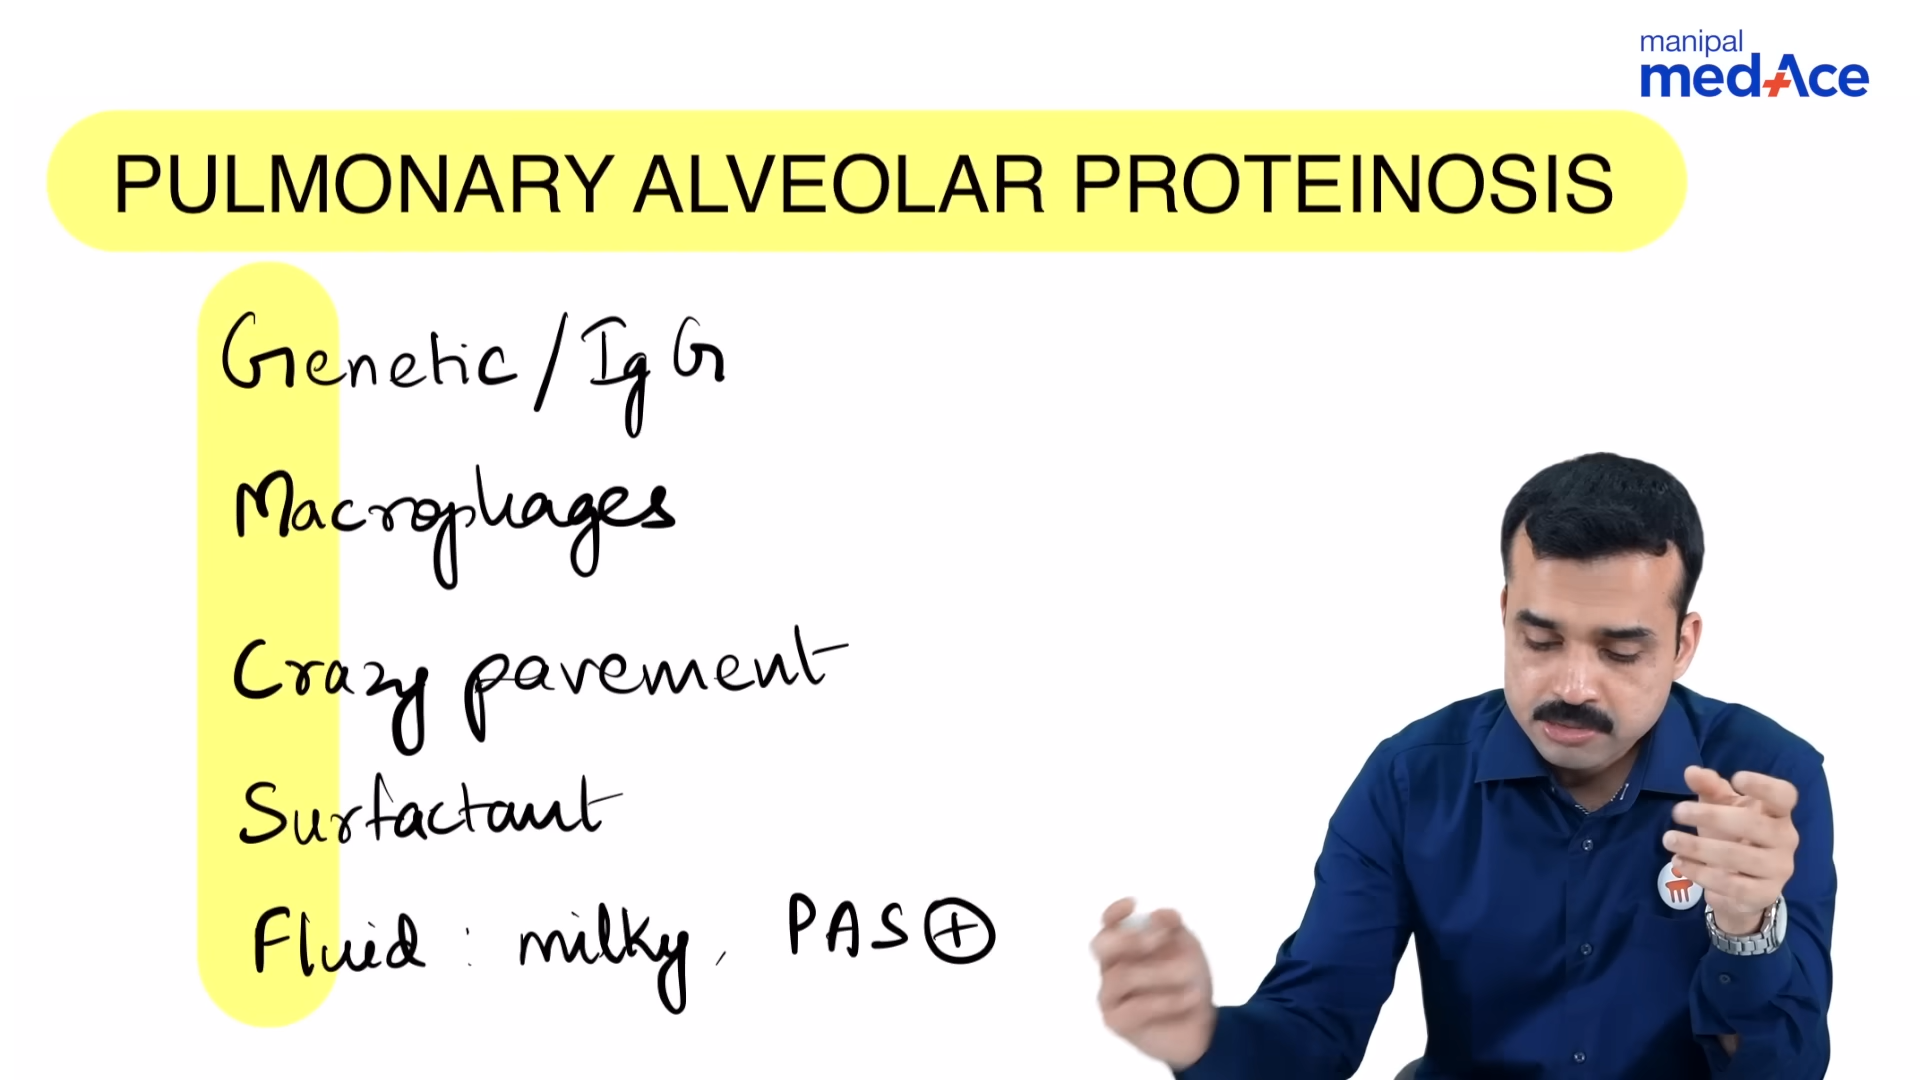 manipal
medAce
PULMONARY ALVEOLAR PROTEINOSIS
Genetic / IgG
Macrophages
Crazy pavement
Surfactant
Fluid : milky, PAS ⊕